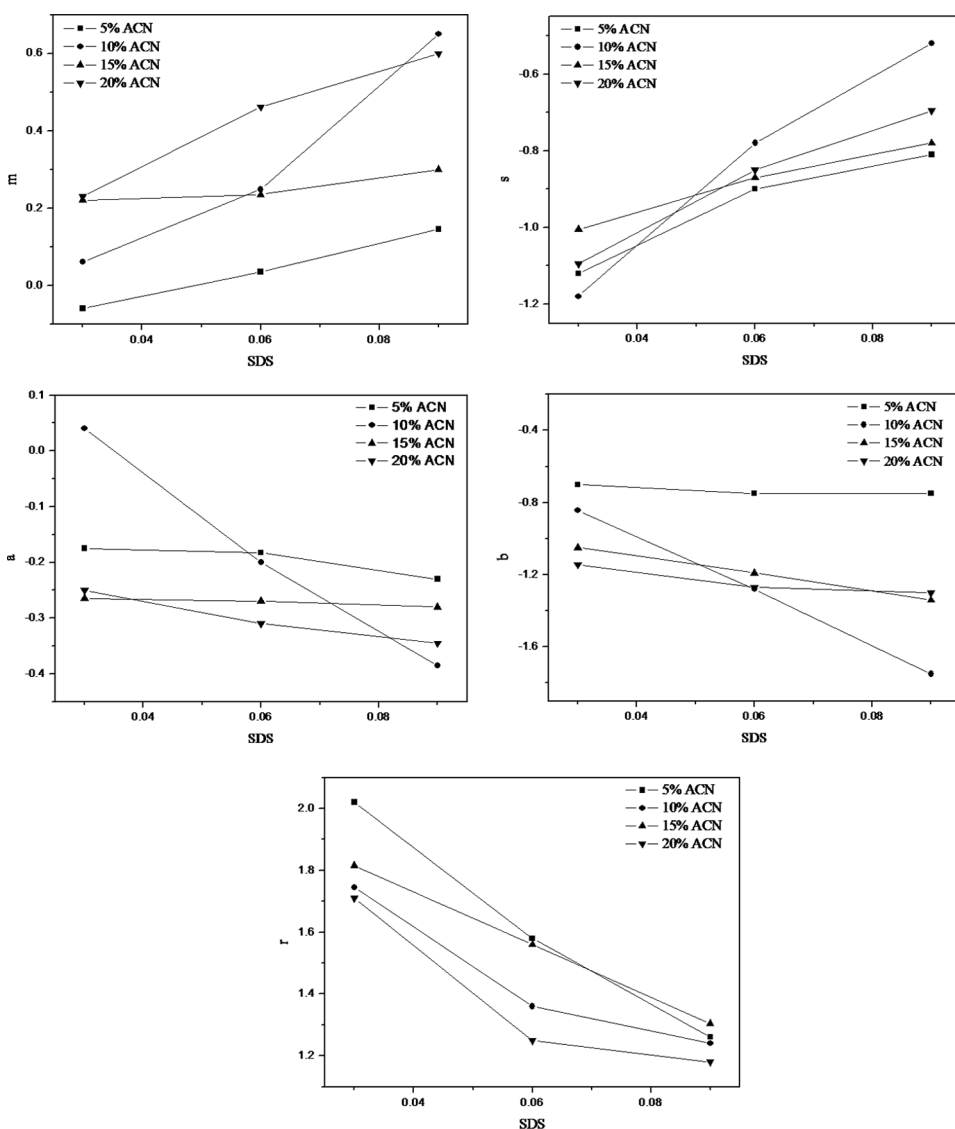 5% ACN
10% ACN
15% ACN
20% ACN
0.6
0.4
0.2
0.0
m
0.04
0.06
0.08
SDS
5% ACN
10% ACN
15% ACN
20% ACN
-0.6
-0.8
-1.0
-1.2
s
0.04
0.06
0.08
SDS
5% ACN
10% ACN
15% ACN
20% ACN
0.1
0.0
-0.1
-0.2
-0.3
-0.4
a
0.04
0.06
0.08
SDS
5% ACN
10% ACN
15% ACN
20% ACN
-0.4
-0.8
-1.2
-1.6
b
0.04
0.06
0.08
SDS
5% ACN
10% ACN
15% ACN
20% ACN
2.0
1.8
1.6
1.4
1.2
r
0.04
0.06
0.08
SDS